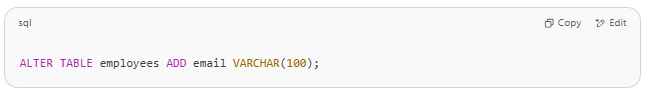 sql
Copy
Edit
ALTER TABLE employees ADD email VARCHAR(100);